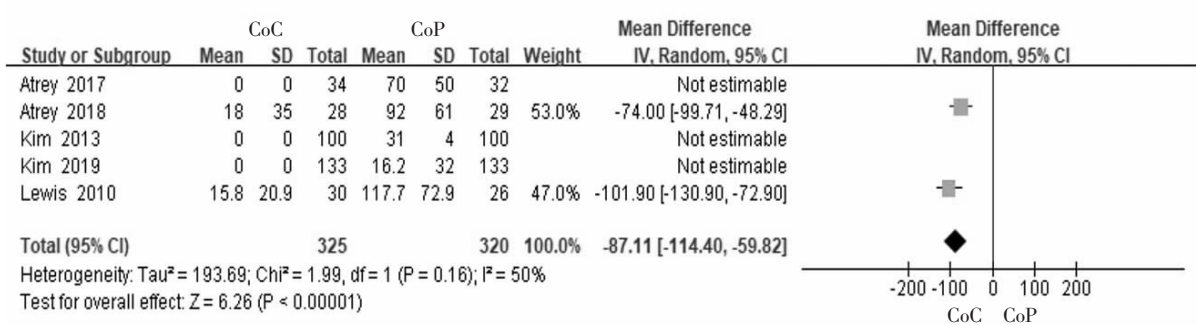 CoC CoP Mean Difference Mean Difference
Study or Subgroup Mean SD Total Mean SD Total Weight IV, Random, 95% CI IV, Random, 95% CI
Atrey 2017 0 0 34 70 50 32 Not estimable
Atrey 2018 18 35 28 92 61 29 53.0% -74.00 [-99.71, -48.29]
Kim 2013 0 0 100 31 4 100 Not estimable
Kim 2019 0 0 133 16.2 32 133 Not estimable
Lewis 2010 15.8 20.9 30 117.7 72.9 26 47.0% -101.90 [-130.90, -72.90]
Total (95% CI) 325 320 100.0% -87.11 [-114.40, -59.82]
Heterogeneity: Tau² = 193.69; Chi² = 1.99, df = 1 (P = 0.16); I² = 50%
Test for overall effect: Z = 6.26 (P < 0.00001)
-200 -100 0 100 200
CoC CoP